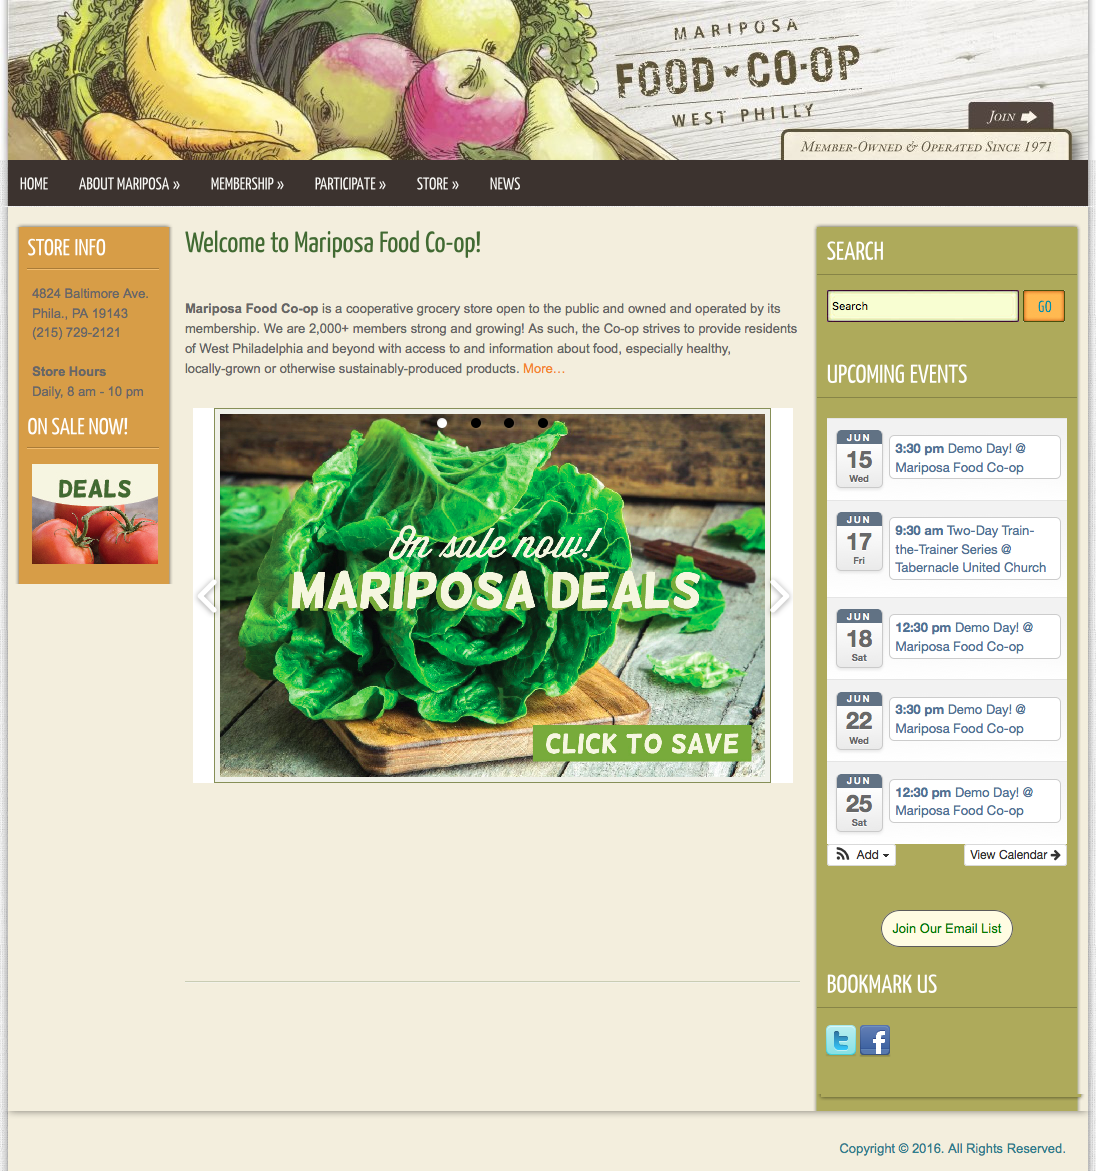 MARIPOSA
FOOD CO-OP
WEST PHILLY
JOIN
MEMBER-OWNED & OPERATED SINCE 1971
HOME ABOUT MARIPOSA » MEMBERSHIP » PARTICIPATE » STORE » NEWS
STORE INFO
4824 Baltimore Ave.
Phila., PA 19143
(215) 729-2121
Store Hours
Daily, 8 am - 10 pm
ON SALE NOW!
DEALS
Welcome to Mariposa Food Co-op!
Mariposa Food Co-op is a cooperative grocery store open to the public and owned and operated by its
membership. We are 2,000+ members strong and growing! As such, the Co-op strives to provide residents
of West Philadelphia and beyond with access to and information about food, especially healthy,
locally-grown or otherwise sustainably-produced products. More…
On sale now!
MARIPOSA DEALS
CLICK TO SAVE
SEARCH
Search GO
UPCOMING EVENTS
JUN
15
Wed
3:30 pm Demo Day! @
Mariposa Food Co-op
JUN
17
Fri
9:30 am Two-Day Train-
the-Trainer Series @
Tabernacle United Church
JUN
18
Sat
12:30 pm Demo Day! @
Mariposa Food Co-op
JUN
22
Wed
3:30 pm Demo Day! @
Mariposa Food Co-op
JUN
25
Sat
12:30 pm Demo Day! @
Mariposa Food Co-op
Add View Calendar
Join Our Email List
BOOKMARK US
t f
Copyright © 2016. All Rights Reserved.